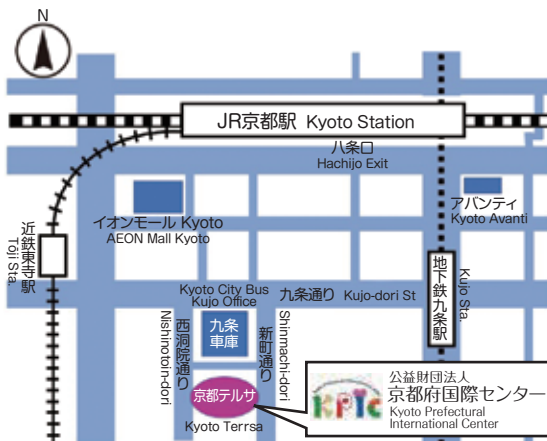 N
JR京都駅 Kyoto Station
八条口
Hachijo Exit
イオンモール Kyoto
AEON Mall Kyoto
アバンティ
Kyoto Avanti
近鉄東寺駅
Tōji Sta.
地下鉄九条駅
Kujo Sta.
Kyoto City Bus
Kujo Office
九条通り Kujo-dori St
九条
車庫
西洞院通り
Nishinotoin-dori
新町通り
Shinmachi-dori
京都テルサ
Kyoto Terrsa
KPIC
公益財団法人
京都府国際センター
Kyoto Prefectural
International Center